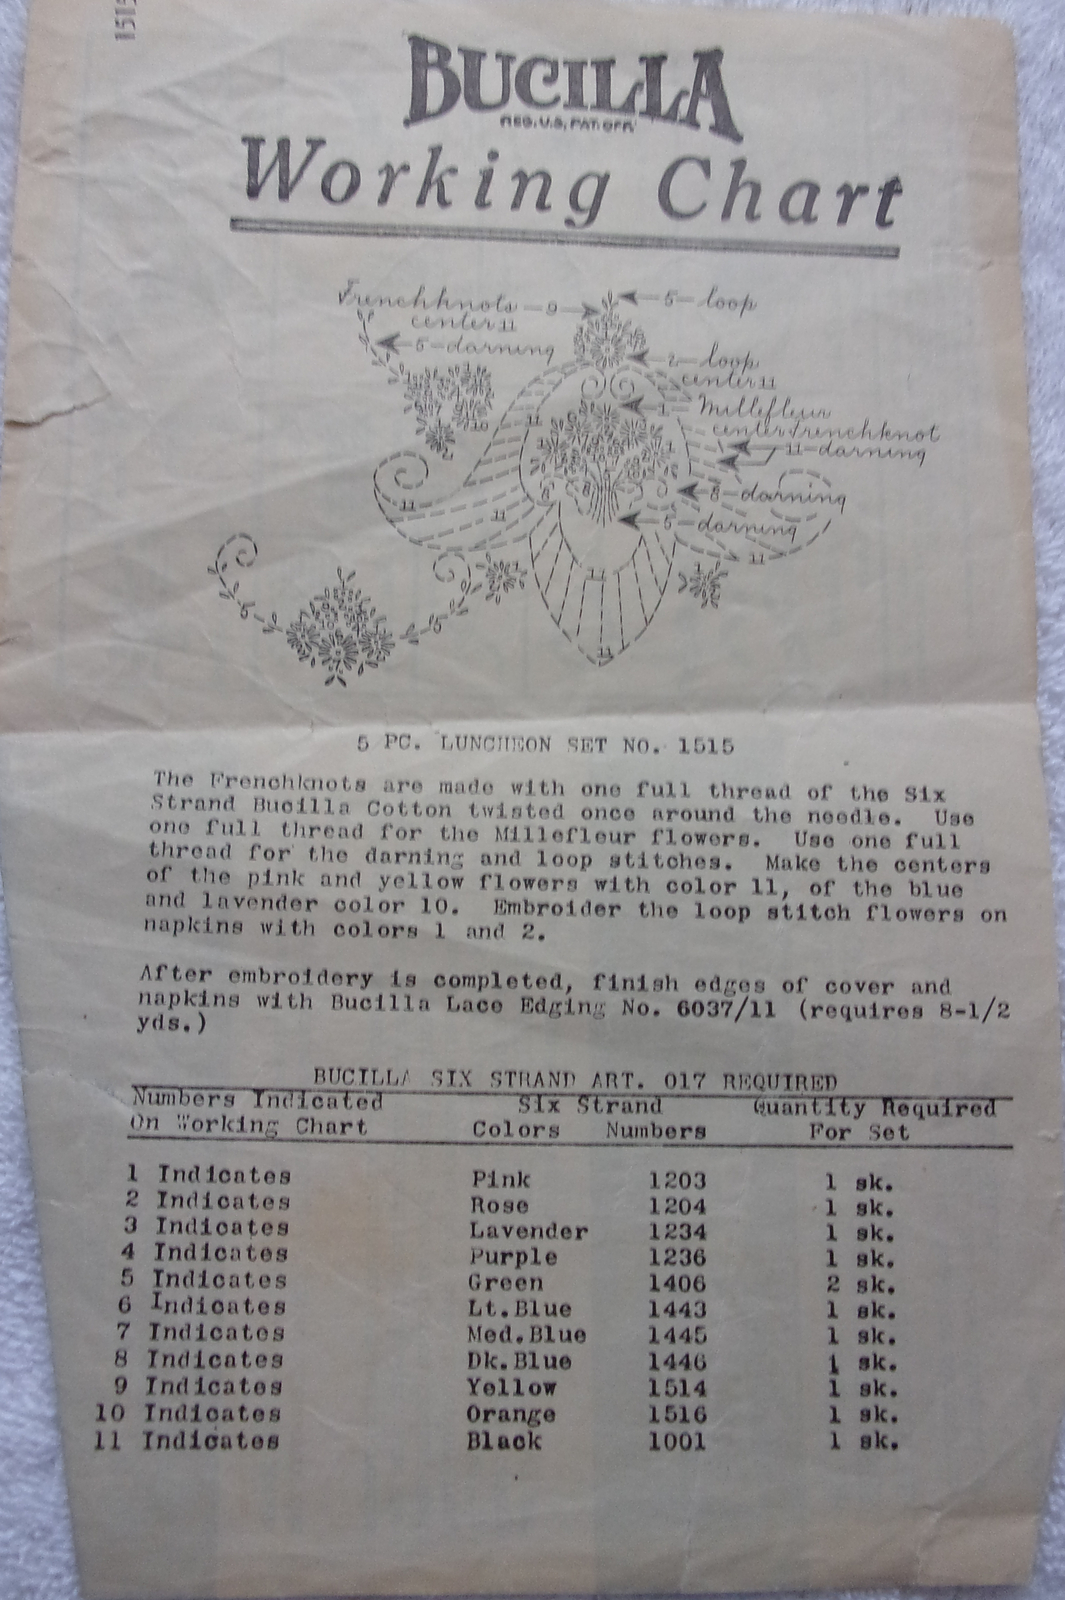 1515
BUCILLA
REG. U.S. PAT. OFF.
Working Chart
Frenchknots — 9
center 11
5 - loop
5 - darning
2 - loop
center 11
1 - Millefleur
center frenchknot
11 - darning
8 - darning
5 - darning
10
11
11
11
11
11
11
5
5
5 PC. LUNCHEON SET NO. 1515
The Frenchknots are made with one full thread of the Six
Strand Bucilla Cotton twisted once around the needle. Use
one full thread for the Millefleur flowers. Use one full
thread for the darning and loop stitches. Make the centers
of the pink and yellow flowers with color 11, of the blue
and lavender color 10. Embroider the loop stitch flowers on
napkins with colors 1 and 2.
After embroidery is completed, finish edges of cover and
napkins with Bucilla Lace Edging No. 6037/11 (requires 8-1/2
yds.)
BUCILLA SIX STRAND ART. 017 REQUIRED
Numbers Indicated Six Strand Quantity Required
On Working Chart Colors Numbers For Set
1 Indicates Pink 1203 1 sk.
2 Indicates Rose 1204 1 sk.
3 Indicates Lavender 1234 1 sk.
4 Indicates Purple 1236 1 sk.
5 Indicates Green 1406 2 sk.
6 Indicates Lt.Blue 1443 1 sk.
7 Indicates Med.Blue 1445 1 sk.
8 Indicates Dk.Blue 1446 1 sk.
9 Indicates Yellow 1514 1 sk.
10 Indicates Orange 1516 1 sk.
11 Indicates Black 1001 1 sk.